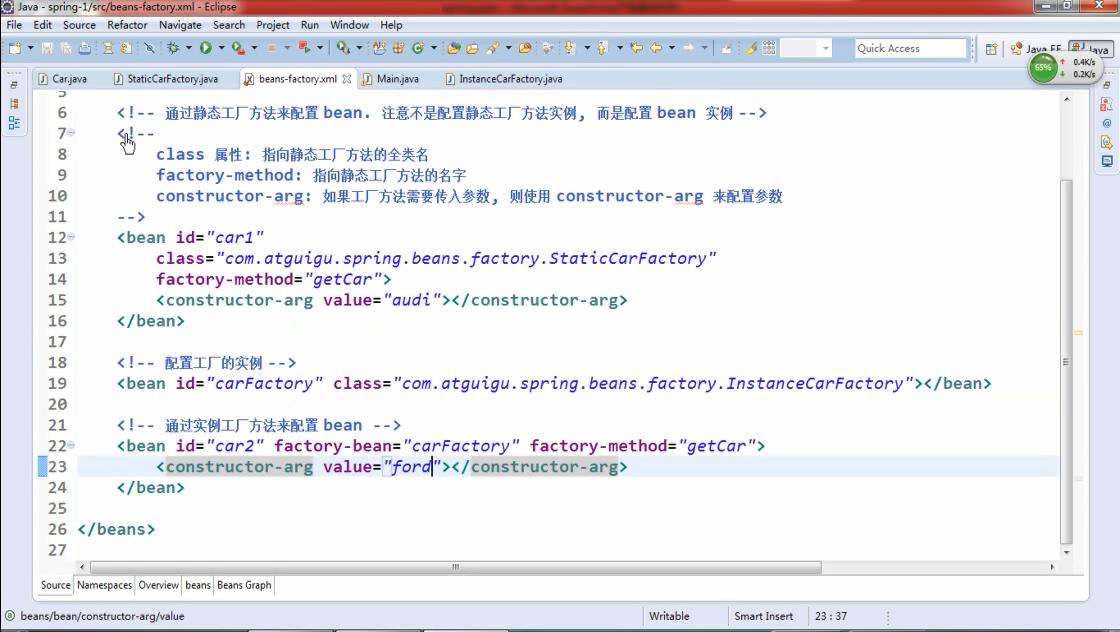 Java - spring-1/src/beans-factory.xml - Eclipse
File Edit Source Refactor Navigate Search Project Run Window Help
Quick Access
Java EE Java
65% 0.4K/s
0.2K/s
Car.java StaticCarFactory.java beans-factory.xml Main.java InstanceCarFactory.java
5
6 <!-- 通过静态工厂方法来配置 bean. 注意不是配置静态工厂方法实例, 而是配置 bean 实例 -->
7 <!--
8 class 属性: 指向静态工厂方法的全类名
9 factory-method: 指向静态工厂方法的名字
10 constructor-arg: 如果工厂方法需要传入参数, 则使用 constructor-arg 来配置参数
11 -->
12 <bean id="car1"
13 class="com.atguigu.spring.beans.factory.StaticCarFactory"
14 factory-method="getCar">
15 <constructor-arg value="audi"></constructor-arg>
16 </bean>
17
18 <!-- 配置工厂的实例 -->
19 <bean id="carFactory" class="com.atguigu.spring.beans.factory.InstanceCarFactory"></bean>
20
21 <!-- 通过实例工厂方法来配置 bean -->
22 <bean id="car2" factory-bean="carFactory" factory-method="getCar">
23 <constructor-arg value="ford"></constructor-arg>
24 </bean>
25
26 </beans>
27
Source Namespaces Overview beans Beans Graph
beans/bean/constructor-arg/value Writable Smart Insert 23 : 37